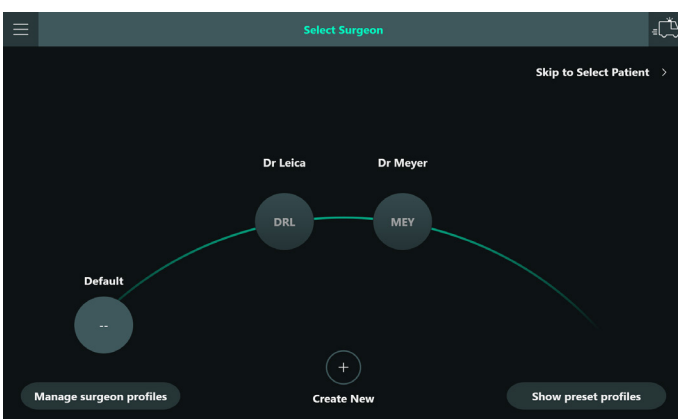 Select Surgeon
Skip to Select Patient >
Dr Leica
Dr Meyer
DRL
MEY
Default
--
+
Manage surgeon profiles
Create New
Show preset profiles